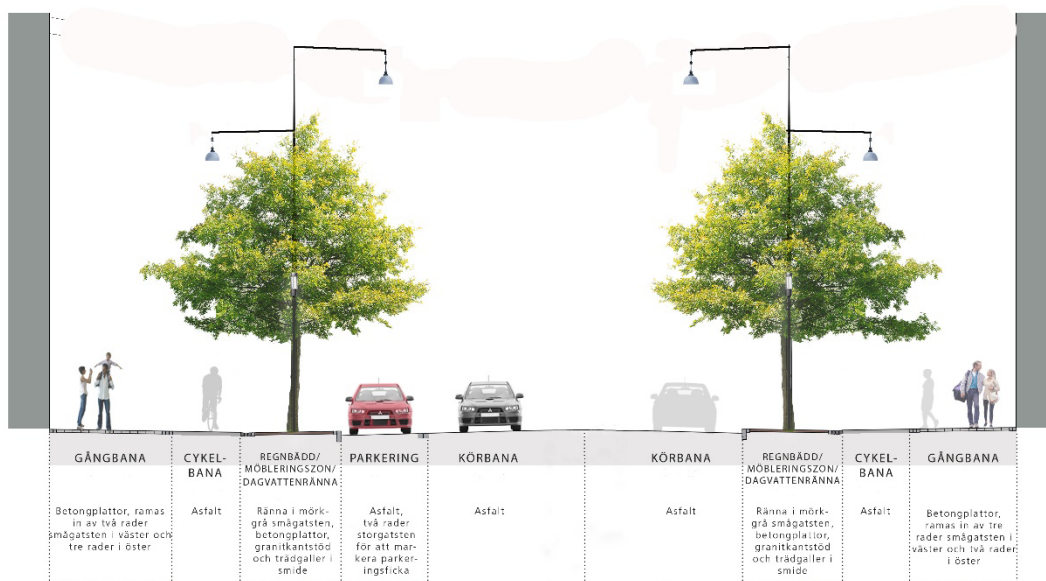 GÅNGBANA
CYKEL-
BANA
REGNBÄDD/
MÖBLERINGSZON/
DAGVATTENRÄNNA
PARKERING
KÖRBANA
KÖRBANA
REGNBÄDD/
MÖBLERINGSZON/
DAGVATTENRÄNNA
CYKEL-
BANA
GÅNGBANA
Betongplattor, ramas
in av två rader
smågatsten i väster och
tre rader i öster
Asfalt
Ränna i mörk-
grå smågatsten,
betongplattor,
granitkantstöd
och trädgaller i
smide
Asfalt,
två rader
storgatsten
för att mar-
kera parker-
ingsficka
Asfalt
Asfalt
Ränna i mörk-
grå smågatsten,
betongplattor,
granitkantstöd
och trädgaller i
smide
Asfalt
Betongplattor,
ramas in av tre
rader smågatsten i
väster och två rader
i öster